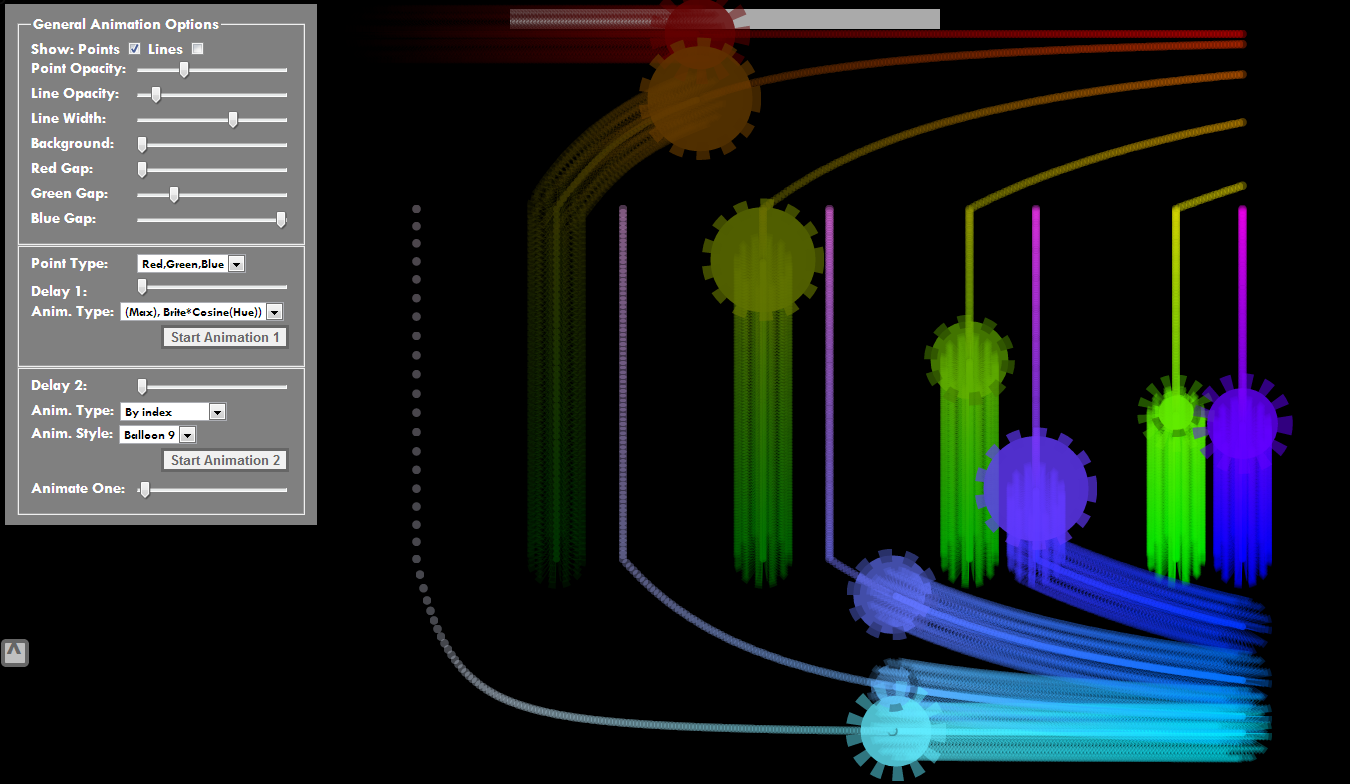 General Animation Options
Show: Points Lines
Point Opacity:
Line Opacity:
Line Width:
Background:
Red Gap:
Green Gap:
Blue Gap:
Point Type: Red,Green,Blue
Delay 1:
Anim. Type: (Max), Brite*Cosine(Hue))
Start Animation 1
Delay 2:
Anim. Type: By index
Anim. Style: Balloon 9
Start Animation 2
Animate One: